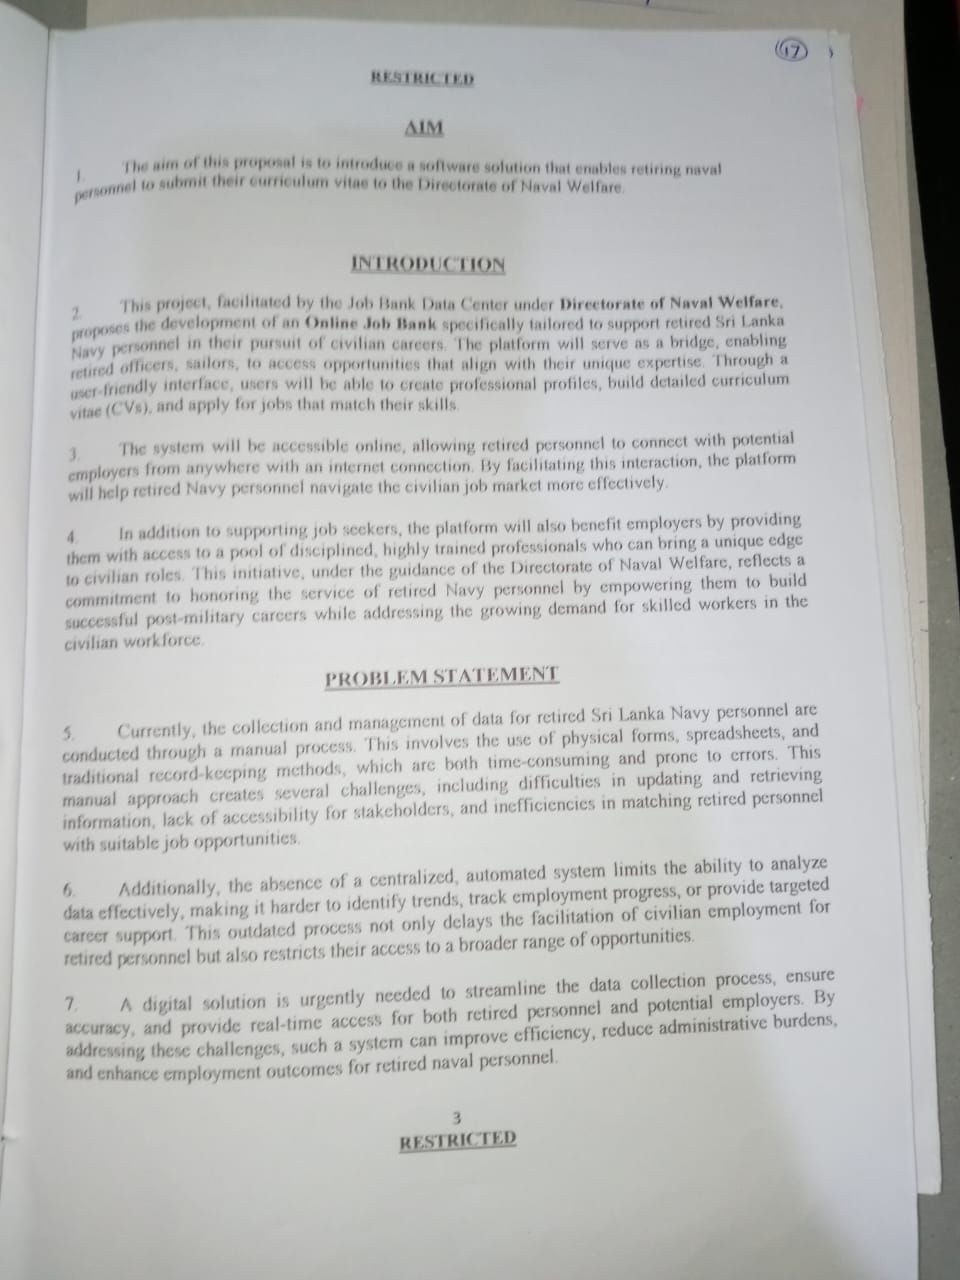 17
RESTRICTED
AIM
1. The aim of this proposal is to introduce a software solution that enables retiring naval
personnel to submit their curriculum vitae to the Directorate of Naval Welfare.
INTRODUCTION
2. This project, facilitated by the Job Bank Data Center under Directorate of Naval Welfare,
proposes the development of an Online Job Bank specifically tailored to support retired Sri Lanka
Navy personnel in their pursuit of civilian careers. The platform will serve as a bridge, enabling
retired officers, sailors, to access opportunities that align with their unique expertise. Through a
user-friendly interface, users will be able to create professional profiles, build detailed curriculum
vitae (CVs), and apply for jobs that match their skills.
3. The system will be accessible online, allowing retired personnel to connect with potential
employers from anywhere with an internet connection. By facilitating this interaction, the platform
will help retired Navy personnel navigate the civilian job market more effectively.
4. In addition to supporting job seekers, the platform will also benefit employers by providing
them with access to a pool of disciplined, highly trained professionals who can bring a unique edge
to civilian roles. This initiative, under the guidance of the Directorate of Naval Welfare, reflects a
commitment to honoring the service of retired Navy personnel by empowering them to build
successful post-military careers while addressing the growing demand for skilled workers in the
civilian workforce.
PROBLEM STATEMENT
5. Currently, the collection and management of data for retired Sri Lanka Navy personnel are
conducted through a manual process. This involves the use of physical forms, spreadsheets, and
traditional record-keeping methods, which are both time-consuming and prone to errors. This
manual approach creates several challenges, including difficulties in updating and retrieving
information, lack of accessibility for stakeholders, and inefficiencies in matching retired personnel
with suitable job opportunities.
6. Additionally, the absence of a centralized, automated system limits the ability to analyze
data effectively, making it harder to identify trends, track employment progress, or provide targeted
career support. This outdated process not only delays the facilitation of civilian employment for
retired personnel but also restricts their access to a broader range of opportunities.
7. A digital solution is urgently needed to streamline the data collection process, ensure
accuracy, and provide real-time access for both retired personnel and potential employers. By
addressing these challenges, such a system can improve efficiency, reduce administrative burdens,
and enhance employment outcomes for retired naval personnel.
3
RESTRICTED